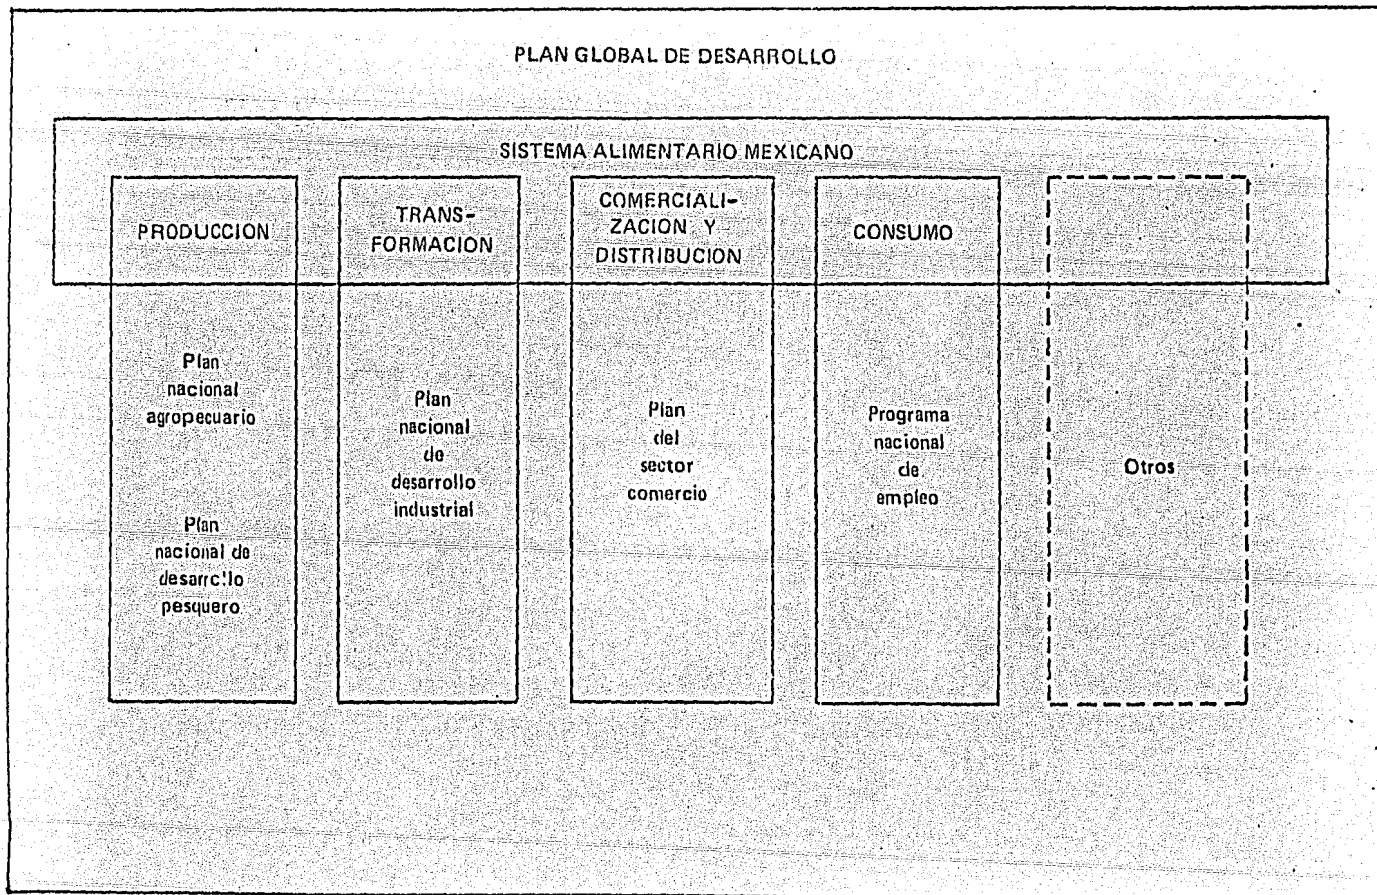 PLAN GLOBAL DE DESARROLLO
SISTEMA ALIMENTARIO MEXICANO
PRODUCCION
TRANS-
FORMACION
COMERCIALI-
ZACION Y
DISTRIBUCION
CONSUMO
Plan
nacional
agropecuario
Plan
nacional de
desarrollo
pesquero
Plan
nacional
de
desarrollo
industrial
Plan
del
sector
comercio
Programa
nacional
de
empleo
Otros